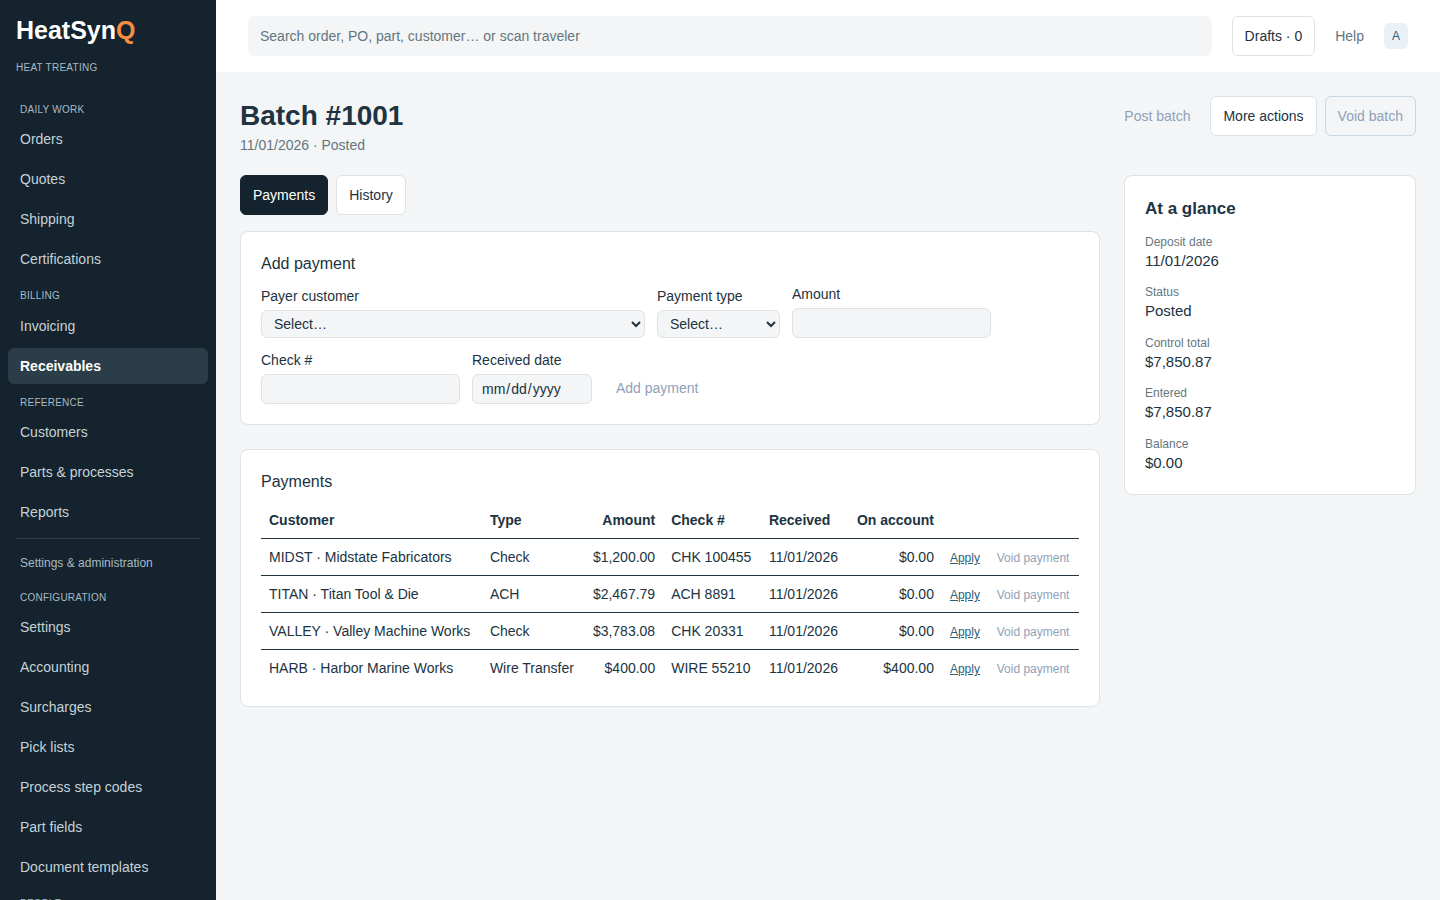 HeatSynQ
HEAT TREATING
DAILY WORK
Orders
Quotes
Shipping
Certifications
BILLING
Invoicing
Receivables
REFERENCE
Customers
Parts & processes
Reports
Settings & administration
CONFIGURATION
Settings
Accounting
Surcharges
Pick lists
Process step codes
Part fields
Document templates
Search order, PO, part, customer… or scan traveler
Drafts · 0
Help
A
Batch #1001
11/01/2026 · Posted
Post batch
More actions
Void batch
Payments
History
Add payment
Payer customer
Payment type
Amount
Select…
Select…
Check #
Received date
mm/dd/yyyy
Add payment
Payments
Customer Type Amount Check # Received On account
MIDST · Midstate Fabricators Check $1,200.00 CHK 100455 11/01/2026 $0.00 Apply Void payment
TITAN · Titan Tool & Die ACH $2,467.79 ACH 8891 11/01/2026 $0.00 Apply Void payment
VALLEY · Valley Machine Works Check $3,783.08 CHK 20331 11/01/2026 $0.00 Apply Void payment
HARB · Harbor Marine Works Wire Transfer $400.00 WIRE 55210 11/01/2026 $400.00 Apply Void payment
At a glance
Deposit date
11/01/2026
Status
Posted
Control total
$7,850.87
Entered
$7,850.87
Balance
$0.00